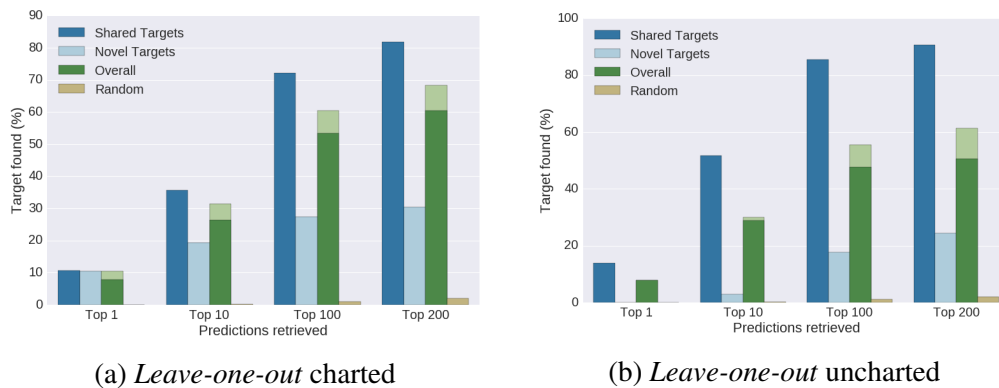 90
80
70
60
50
40
30
20
10
0
Target found (%)
Shared Targets
Novel Targets
Overall
Random
Top 1
Top 10
Top 100
Top 200
Predictions retrieved
(a) Leave-one-out charted
100
80
60
40
20
0
Target found (%)
Shared Targets
Novel Targets
Overall
Random
Top 1
Top 10
Top 100
Top 200
Predictions retrieved
(b) Leave-one-out uncharted